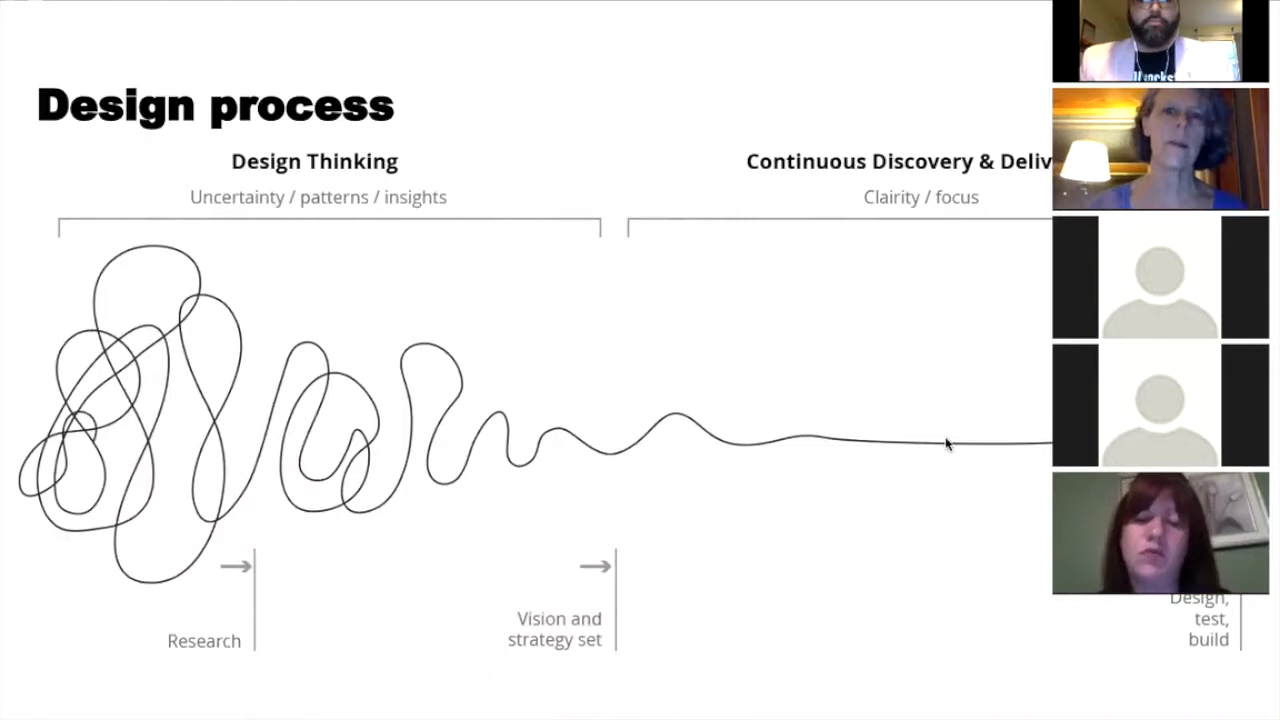 Design process
Design Thinking
Continuous Discovery & Deliv
Uncertainty / patterns / insights
Clairity / focus
Research
Vision and
strategy set
Design,
test,
build